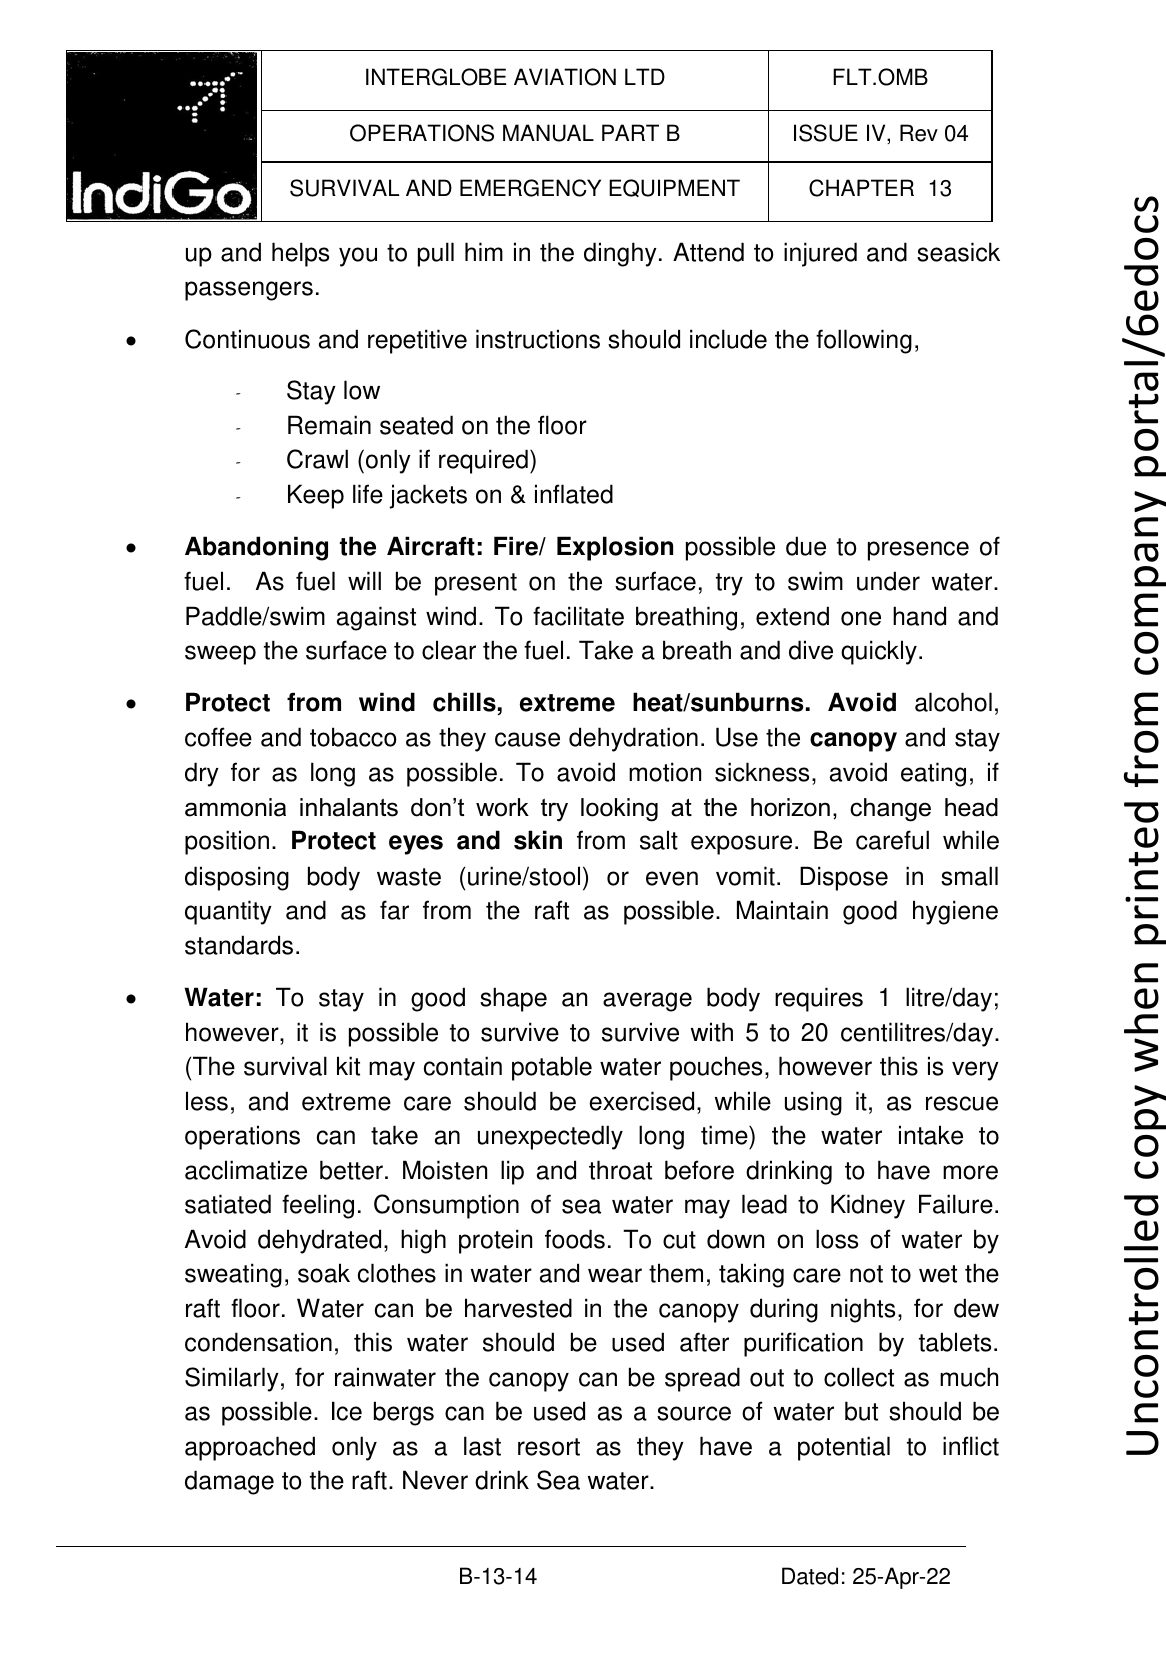 INTERGLOBE AVIATION LTD
FLT.OMB
OPERATIONS MANUAL PART B
ISSUE IV, Rev 04
IndiGo
SURVIVAL AND EMERGENCY EQUIPMENT
CHAPTER 13
up and helps you to pull him in the dinghy. Attend to injured and seasick
passengers.
• Continuous and repetitive instructions should include the following,
- Stay low
- Remain seated on the floor
- Crawl (only if required)
- Keep life jackets on & inflated
• Abandoning the Aircraft: Fire/ Explosion possible due to presence of
fuel. As fuel will be present on the surface, try to swim under water.
Paddle/swim against wind. To facilitate breathing, extend one hand and
sweep the surface to clear the fuel. Take a breath and dive quickly.
• Protect from wind chills, extreme heat/sunburns. Avoid alcohol,
coffee and tobacco as they cause dehydration. Use the canopy and stay
dry for as long as possible. To avoid motion sickness, avoid eating, if
ammonia inhalants don’t work try looking at the horizon, change head
position. Protect eyes and skin from salt exposure. Be careful while
disposing body waste (urine/stool) or even vomit. Dispose in small
quantity and as far from the raft as possible. Maintain good hygiene
standards.
• Water: To stay in good shape an average body requires 1 litre/day;
however, it is possible to survive to survive with 5 to 20 centilitres/day.
(The survival kit may contain potable water pouches, however this is very
less, and extreme care should be exercised, while using it, as rescue
operations can take an unexpectedly long time) the water intake to
acclimatize better. Moisten lip and throat before drinking to have more
satiated feeling. Consumption of sea water may lead to Kidney Failure.
Avoid dehydrated, high protein foods. To cut down on loss of water by
sweating, soak clothes in water and wear them, taking care not to wet the
raft floor. Water can be harvested in the canopy during nights, for dew
condensation, this water should be used after purification by tablets.
Similarly, for rainwater the canopy can be spread out to collect as much
as possible. Ice bergs can be used as a source of water but should be
approached only as a last resort as they have a potential to inflict
damage to the raft. Never drink Sea water.
B-13-14
Dated: 25-Apr-22
Uncontrolled copy when printed from company portal/6edocs